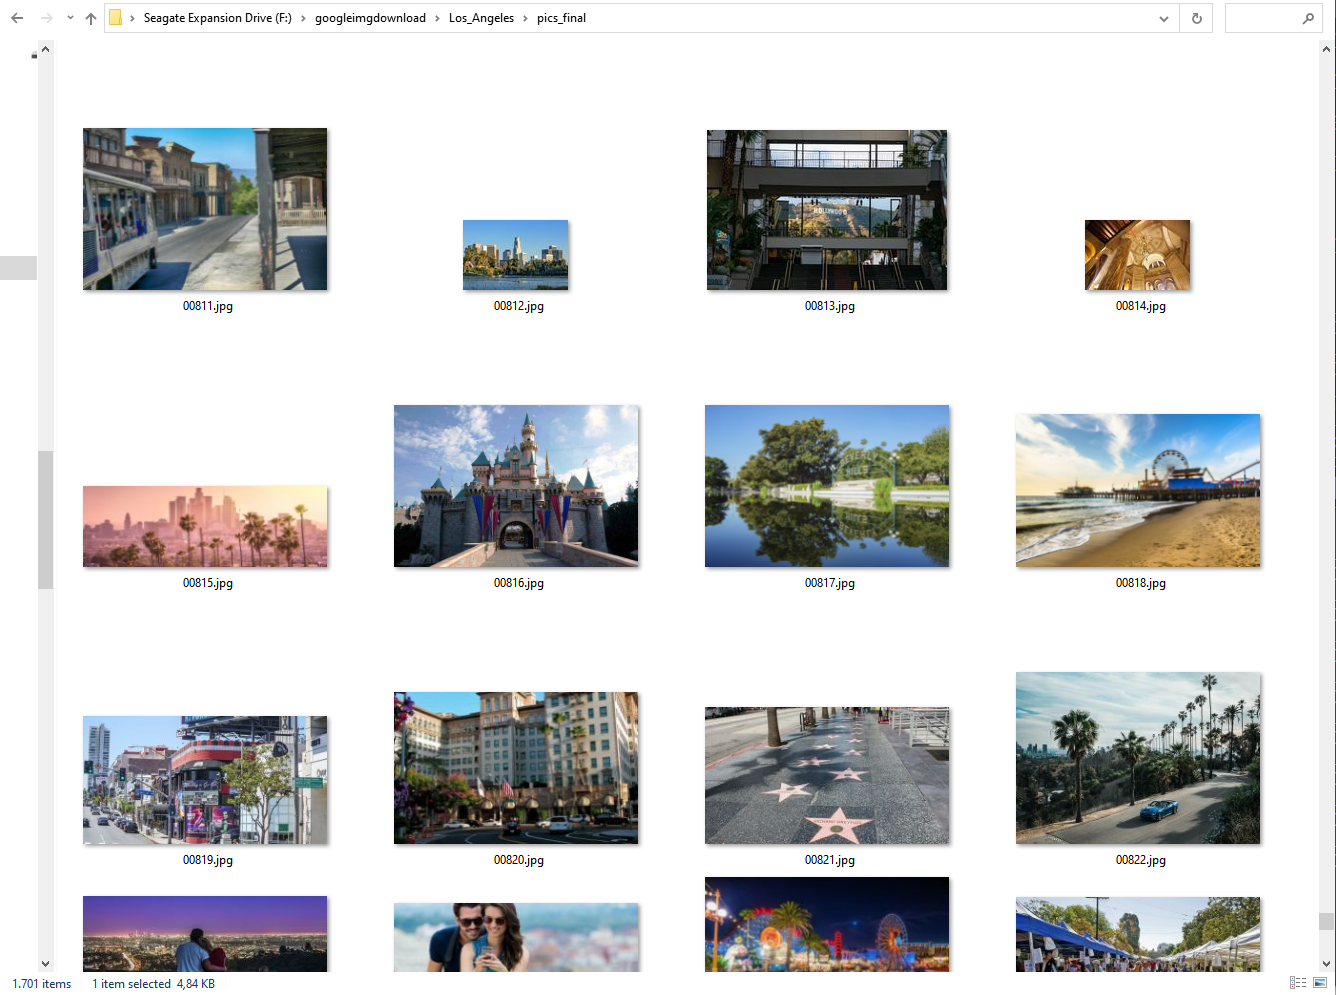 Seagate Expansion Drive (F:) > googleimgdownload > Los_Angeles > pics_final
HOLLYWOOD
00811.jpg 00812.jpg 00813.jpg 00814.jpg
00815.jpg 00816.jpg 00817.jpg 00818.jpg
00819.jpg 00820.jpg 00821.jpg 00822.jpg
1.701 items 1 item selected 4,84 KB